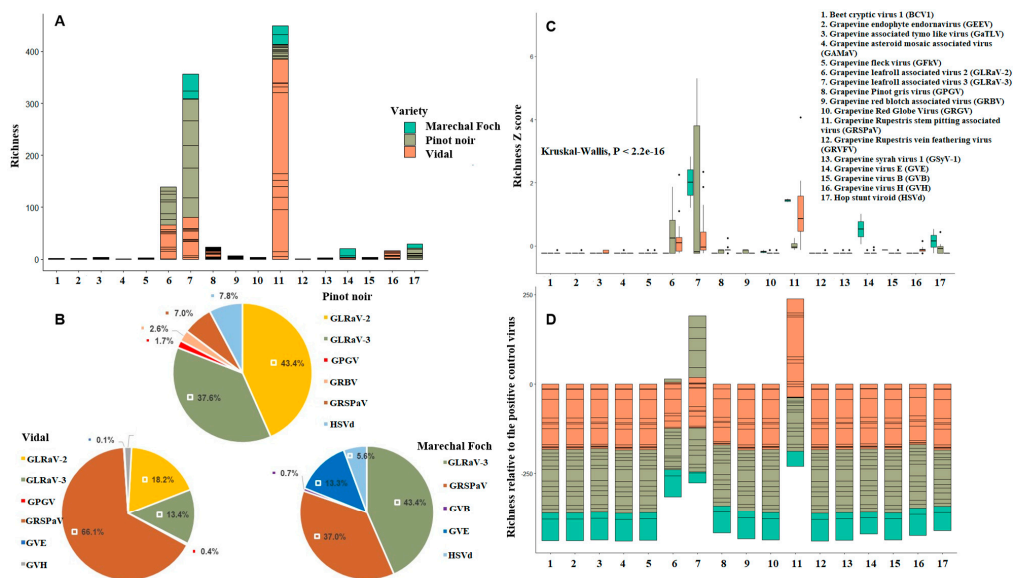 A
Richness
400
300
200
100
0
Variety
Marechal Foch
Pinot noir
Vidal
1 2 3 4 5 6 7 8 9 10 11 12 13 14 15 16 17
B
Pinot noir
GLRaV-2
GLRaV-3
GPGV
GRBV
GRSPaV
HSVd
7.8%
7.0%
2.6%
1.7%
43.4%
37.6%
Vidal
GLRaV-2
GLRaV-3
GPGV
GRSPaV
GVE
GVH
0.1%
18.2%
13.4%
0.4%
66.1%
Marechal Foch
GLRaV-3
GRSPaV
GVB
GVE
HSVd
5.6%
13.3%
0.7%
43.4%
37.0%
C
Richness Z score
6
4
2
0
Kruskal-Wallis, P < 2.2e-16
1 2 3 4 5 6 7 8 9 10 11 12 13 14 15 16 17
1. Beet cryptic virus 1 (BCV1)
2. Grapevine endophyte endornavirus (GEEV)
3. Grapevine associated tymo like virus (GaTLV)
4. Grapevine asteroid mosaic associated virus
(GAMaV)
5. Grapevine fleck virus (GFkV)
6 Grapevine leafroll associated virus 2 (GLRaV-2)
7. Grapevine leafroll associated virus 3 (GLRaV-3)
8. Grapevine Pinot gris virus (GPGV)
9. Grapevine red blotch associated virus (GRBV)
10. Grapevine Red Globe Virus (GRGV)
11. Grapevine Rupestris stem pitting associated
virus (GRSPaV)
12. Grapevine Rupestris vein feathering virus
(GRVFV)
13. Grapevine syrah virus 1 (GSyV-1)
14. Grapevine virus E (GVE)
15. Grapevine virus B (GVB)
16. Grapevine virus H (GVH)
17. Hop stunt viroid (HSVd)
D
Richness relative to the positive control virus
250
0
-250
1 2 3 4 5 6 7 8 9 10 11 12 13 14 15 16 17